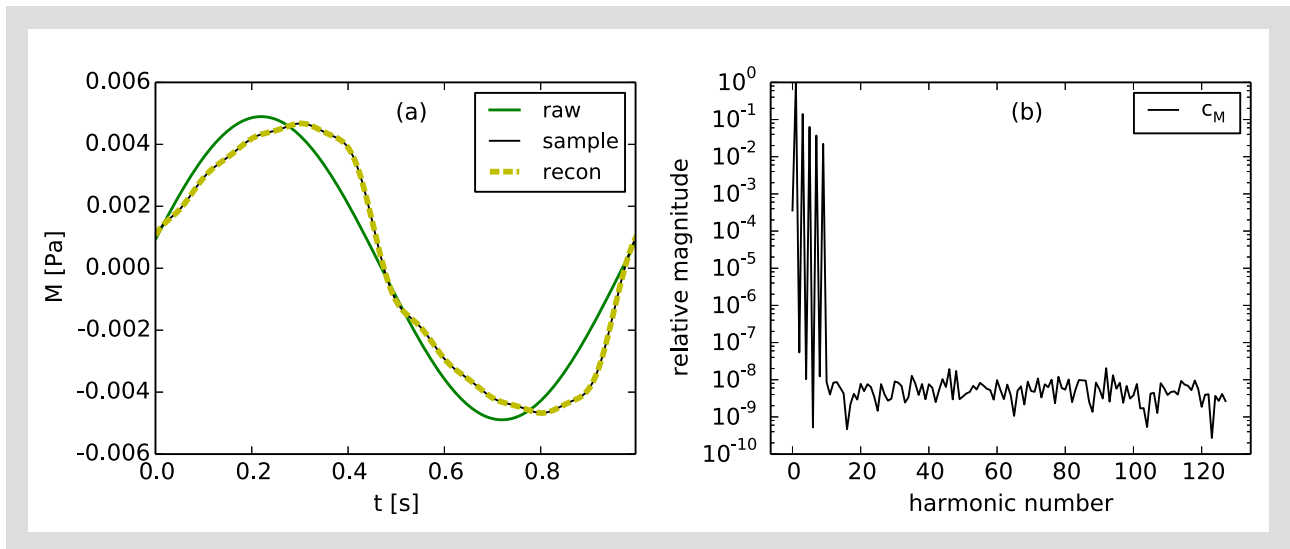 (a)
raw
sample
recon
0.006
0.004
0.002
0.000
-0.002
-0.004
-0.006
M [Pa]
0.0 0.2 0.4 0.6 0.8
t [s]
(b)
c_M
10^0
10^-1
10^-2
10^-3
10^-4
10^-5
10^-6
10^-7
10^-8
10^-9
10^-10
relative magnitude
0 20 40 60 80 100 120
harmonic number